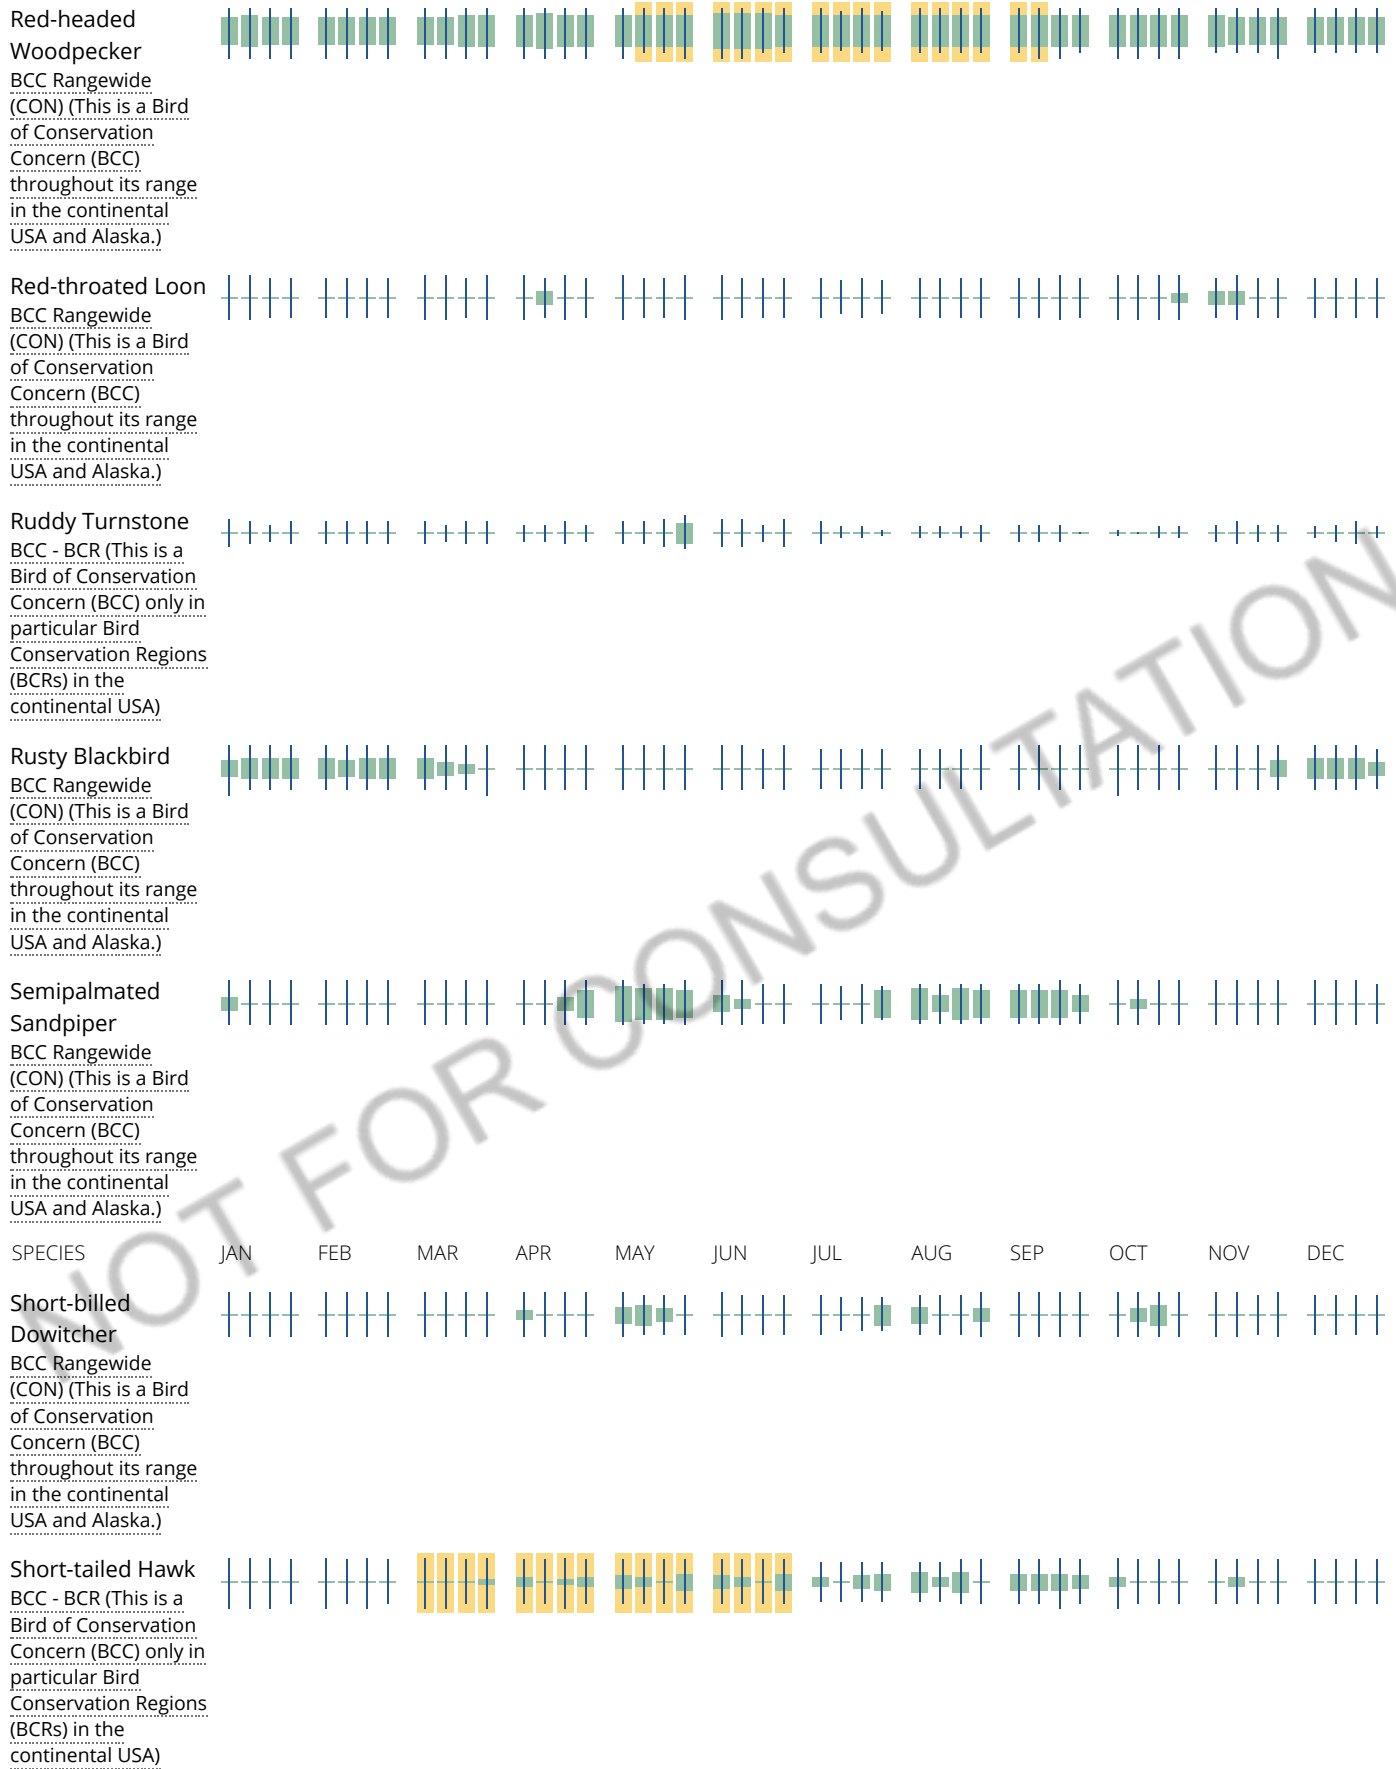 Red-headed
Woodpecker
BCC Rangewide
(CON) (This is a Bird
of Conservation
Concern (BCC)
throughout its range
in the continental
USA and Alaska.)
Red-throated Loon
BCC Rangewide
(CON) (This is a Bird
of Conservation
Concern (BCC)
throughout its range
in the continental
USA and Alaska.)
Ruddy Turnstone
BCC - BCR (This is a
Bird of Conservation
Concern (BCC) only in
particular Bird
Conservation Regions
(BCRs) in the
continental USA)
Rusty Blackbird
BCC Rangewide
(CON) (This is a Bird
of Conservation
Concern (BCC)
throughout its range
in the continental
USA and Alaska.)
Semipalmated
Sandpiper
BCC Rangewide
(CON) (This is a Bird
of Conservation
Concern (BCC)
throughout its range
in the continental
USA and Alaska.)
SPECIES JAN FEB MAR APR MAY JUN JUL AUG SEP OCT NOV DEC
Short-billed
Dowitcher
BCC Rangewide
(CON) (This is a Bird
of Conservation
Concern (BCC)
throughout its range
in the continental
USA and Alaska.)
Short-tailed Hawk
BCC - BCR (This is a
Bird of Conservation
Concern (BCC) only in
particular Bird
Conservation Regions
(BCRs) in the
continental USA)
NOT FOR CONSULTATION